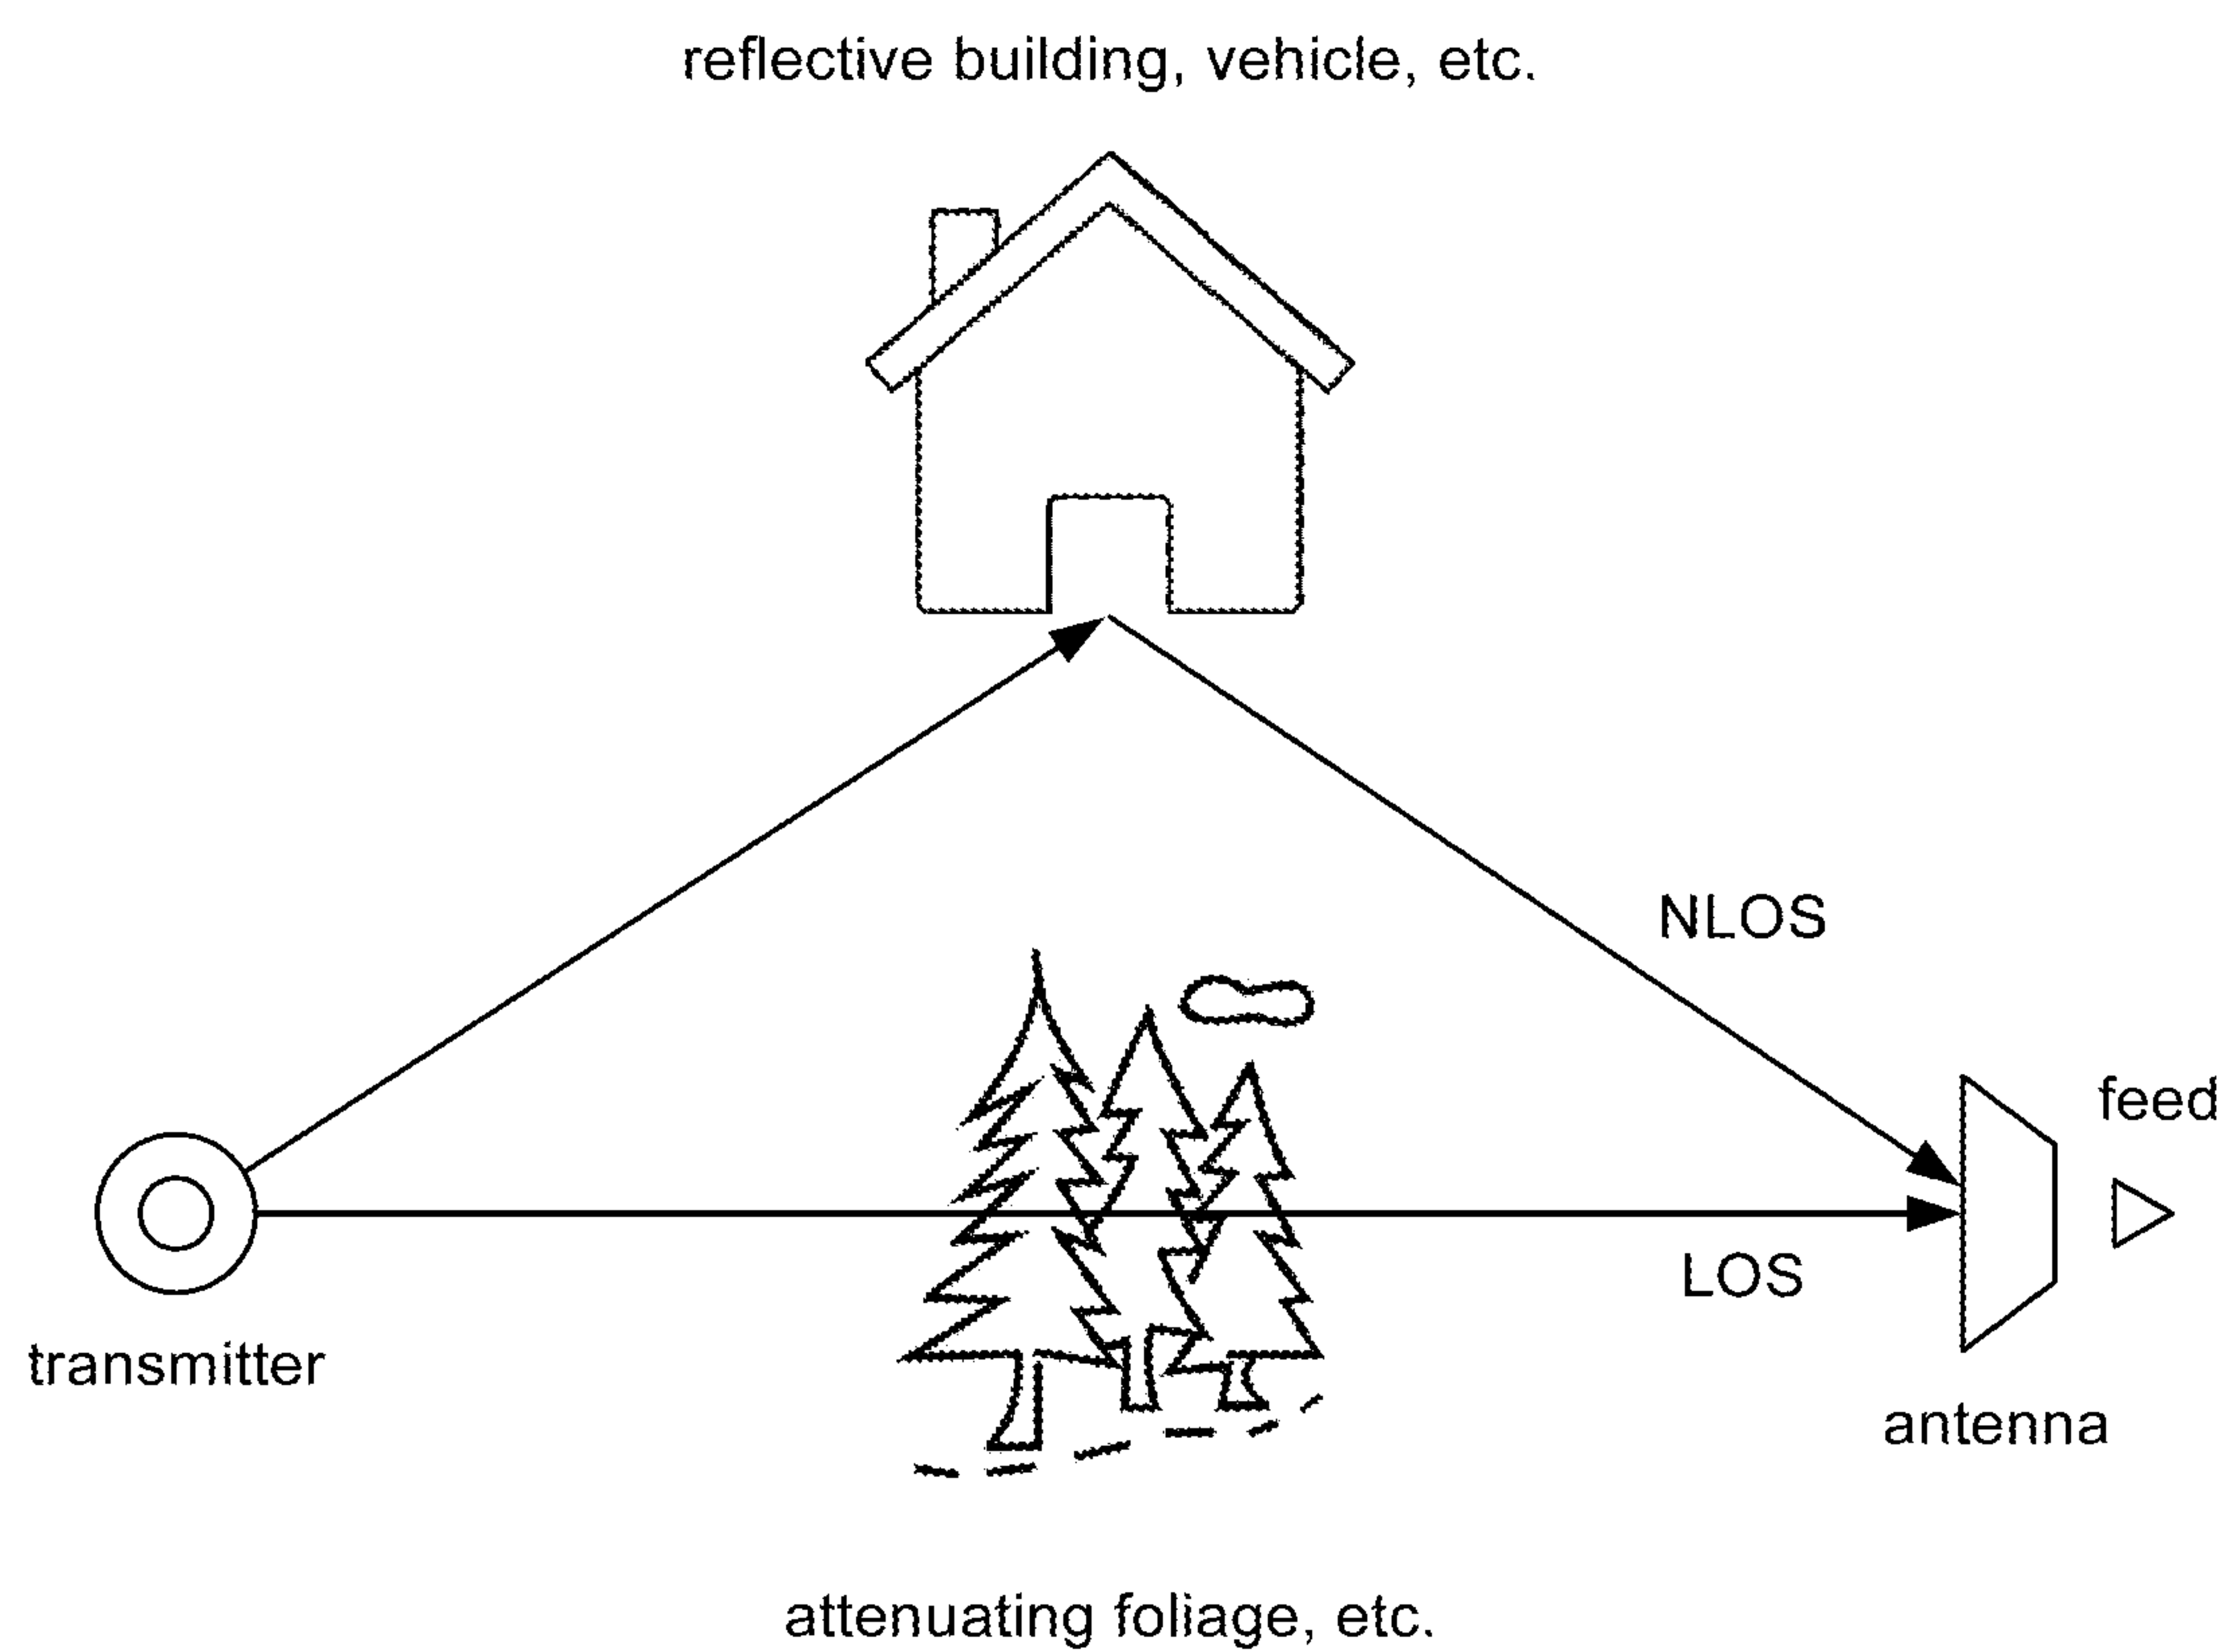 reflective building, vehicle, etc.
NLOS
feed
LOS
transmitter
antenna
attenuating foliage, etc.